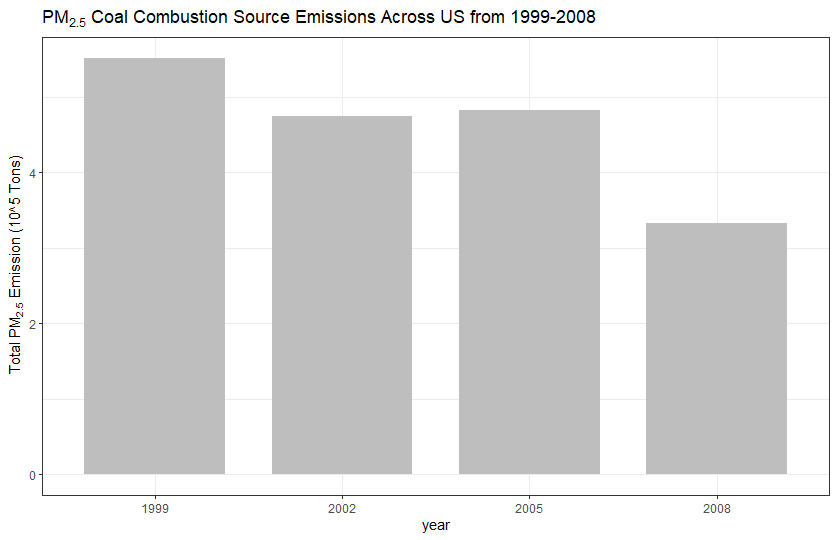 PM2.5 Coal Combustion Source Emissions Across US from 1999-2008
Total PM2.5 Emission (10^5 Tons)
4
2
0
1999 2002 2005 2008
year